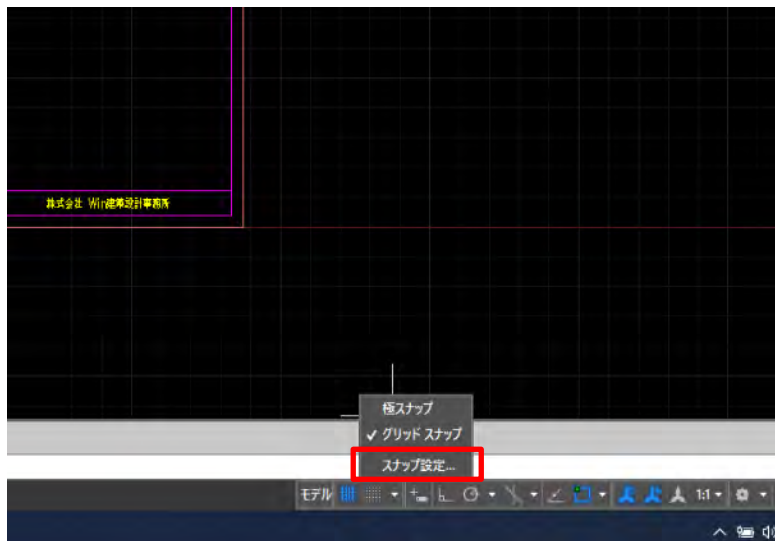 株式会社 Win建築設計事務所
極スナップ
✓ グリッド スナップ
スナップ設定...
モデル
1:1